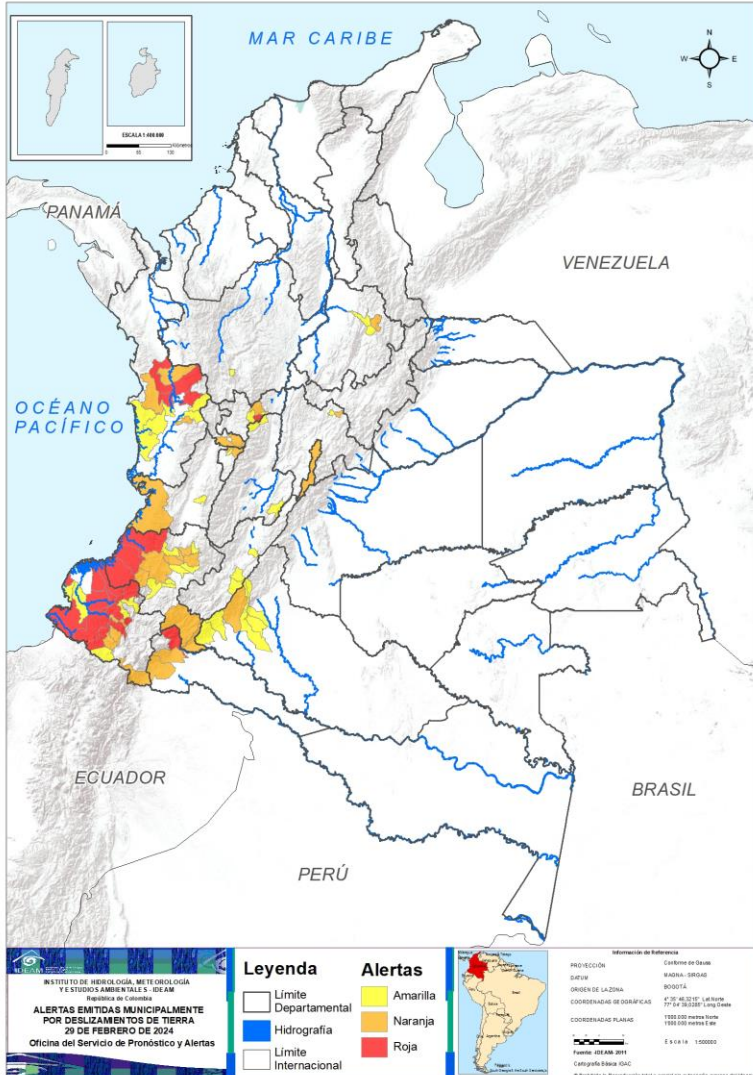 MAR CARIBE
N
W E
S
ESCALA 1:400.000
PANAMÁ
VENEZUELA
OCÉANO
PACÍFICO
ECUADOR
BRASIL
PERÚ
IDEAM
INSTITUTO DE HIDROLOGÍA, METEOROLOGÍA
Y ESTUDIOS AMBIENTALES - IDEAM
República de Colombia
ALERTAS EMITIDAS MUNICIPALMENTE
POR DESLIZAMIENTOS DE TIERRA
29 DE FEBRERO DE 2024
Oficina del Servicio de Pronóstico y Alertas
Leyenda
Límite
Departamental
Hidrografía
Límite
Internacional
Alertas
Amarilla
Naranja
Roja
Información de Referencia
PROYECCIÓN Conforme de Gauss
DATUM MAGNA - SIRGAS
ORIGEN DE LA ZONA BOGOTÁ
COORDENADAS GEOGRÁFICAS
COORDENADAS PLANAS 1'000.000 metros Norte
1'000.000 metros Este
Fuente: IDEAM- 2011
Cartografía Básica: IGAC